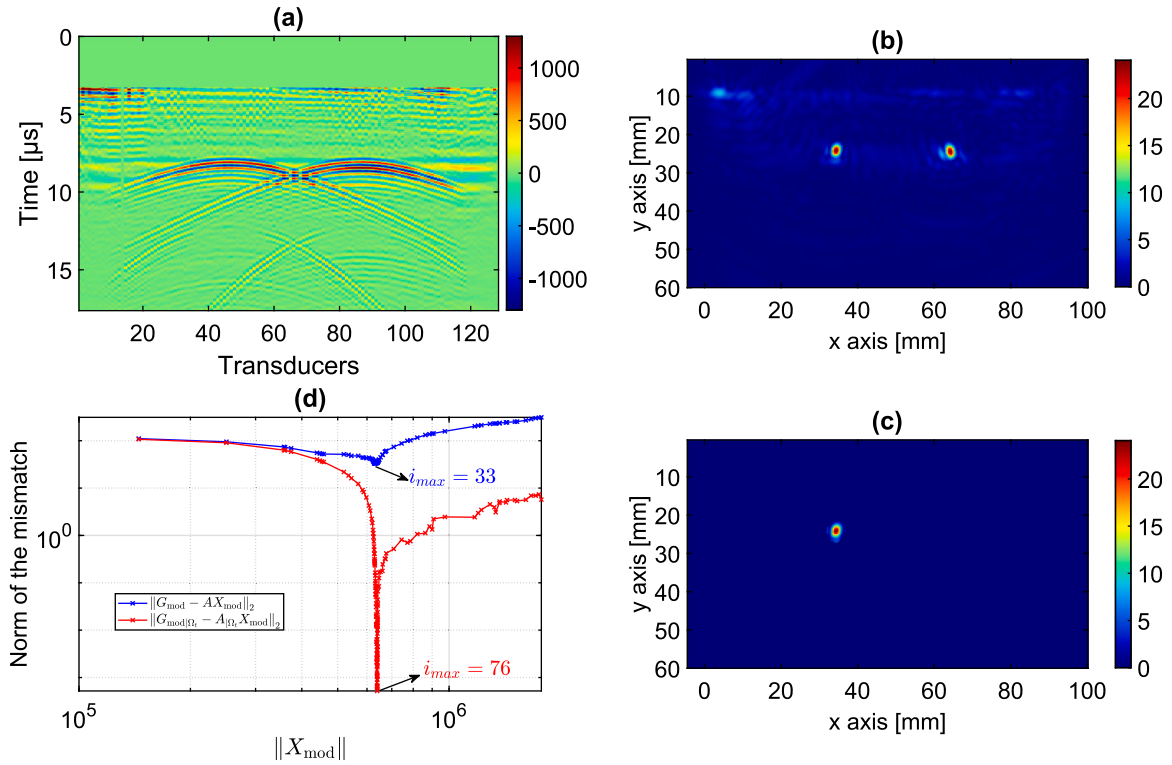 (a)
0
5
10
15
Time [µs]
20 40 60 80 100 120
Transducers
1000
500
0
-500
-1000
(b)
10
20
30
40
50
60
y axis [mm]
0 20 40 60 80 100
x axis [mm]
20
15
10
5
0
(d)
Norm of the mismatch
10^0
i_max = 33
‖G_mod − AX_mod‖_2
‖G_mod|Ω_t − A_|Ω_t X_mod‖_2
i_max = 76
10^5 10^6
‖X_mod‖
(c)
10
20
30
40
50
60
y axis [mm]
0 20 40 60 80 100
x axis [mm]
20
15
10
5
0